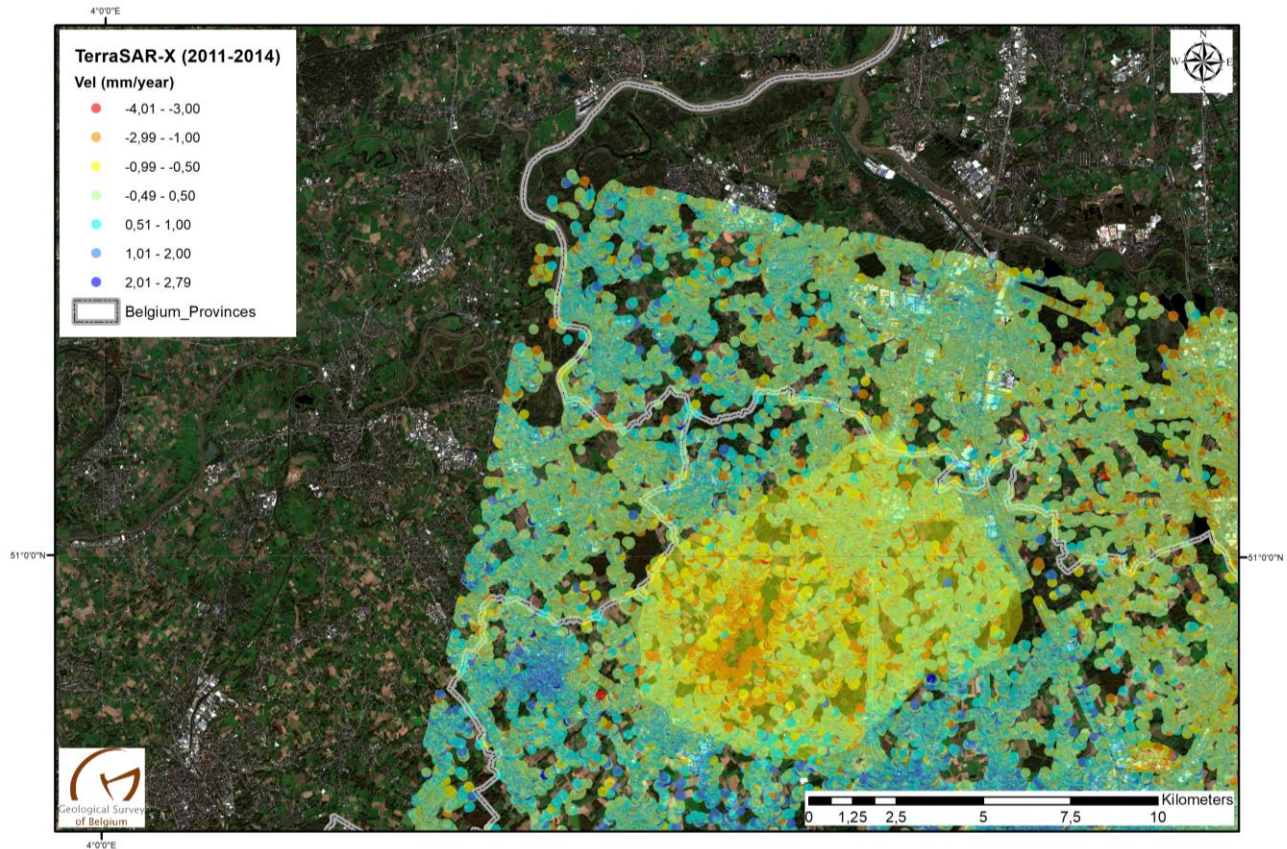 4°0'0"E
TerraSAR-X (2011-2014)
Vel (mm/year)
-4,01 - -3,00
-2,99 - -1,00
-0,99 - -0,50
-0,49 - 0,50
0,51 - 1,00
1,01 - 2,00
2,01 - 2,79
Belgium_Provinces
N
W
E
S
51°0'0"N
51°0'0"N
Geological Survey
of Belgium
Kilometers
0 1,25 2,5 5 7,5 10
4°0'0"E